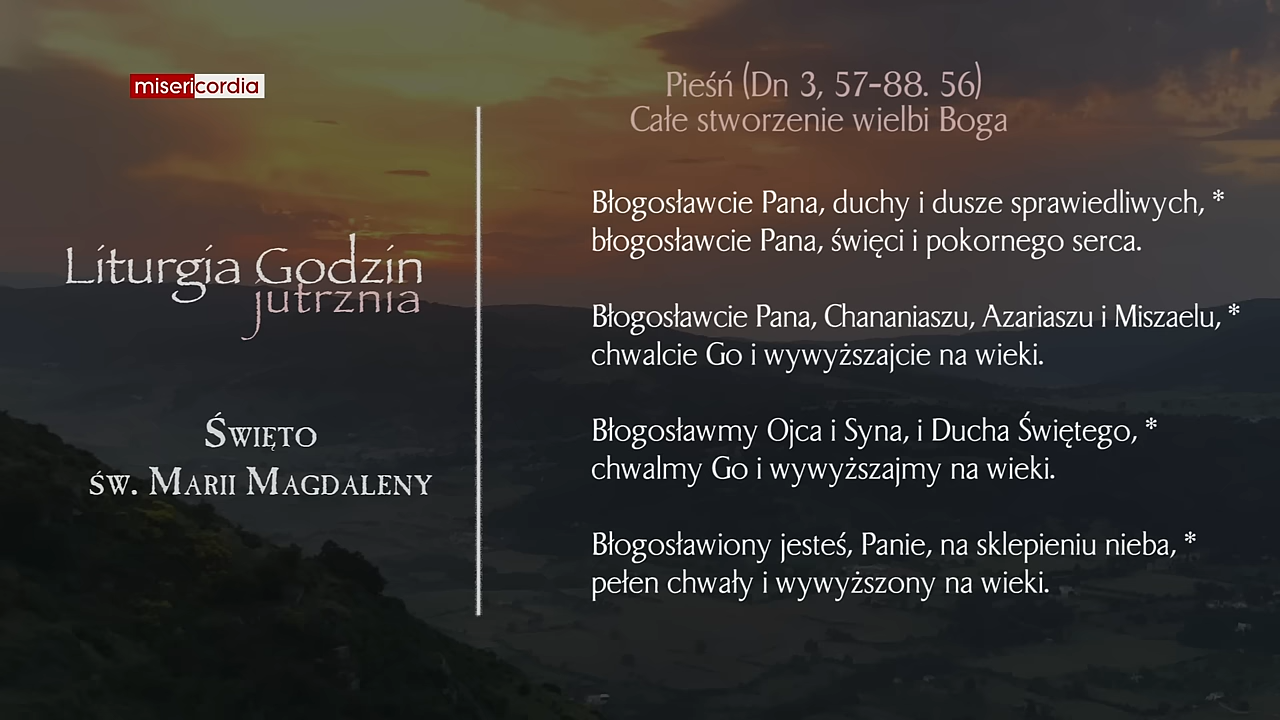 misericordia
Liturgia Godzin
jutrznia
Święto
św. Marii Magdaleny
Pieśń (Dn 3, 57-88. 56)
Całe stworzenie wielbi Boga
Błogosławcie Pana, duchy i dusze sprawiedliwych, *
błogosławcie Pana, święci i pokornego serca.
Błogosławcie Pana, Chananiaszu, Azariaszu i Miszaelu, *
chwalcie Go i wywyższajcie na wieki.
Błogosławmy Ojca i Syna, i Ducha Świętego, *
chwalmy Go i wywyższajmy na wieki.
Błogosławiony jesteś, Panie, na sklepieniu nieba, *
pełen chwały i wywyższony na wieki.